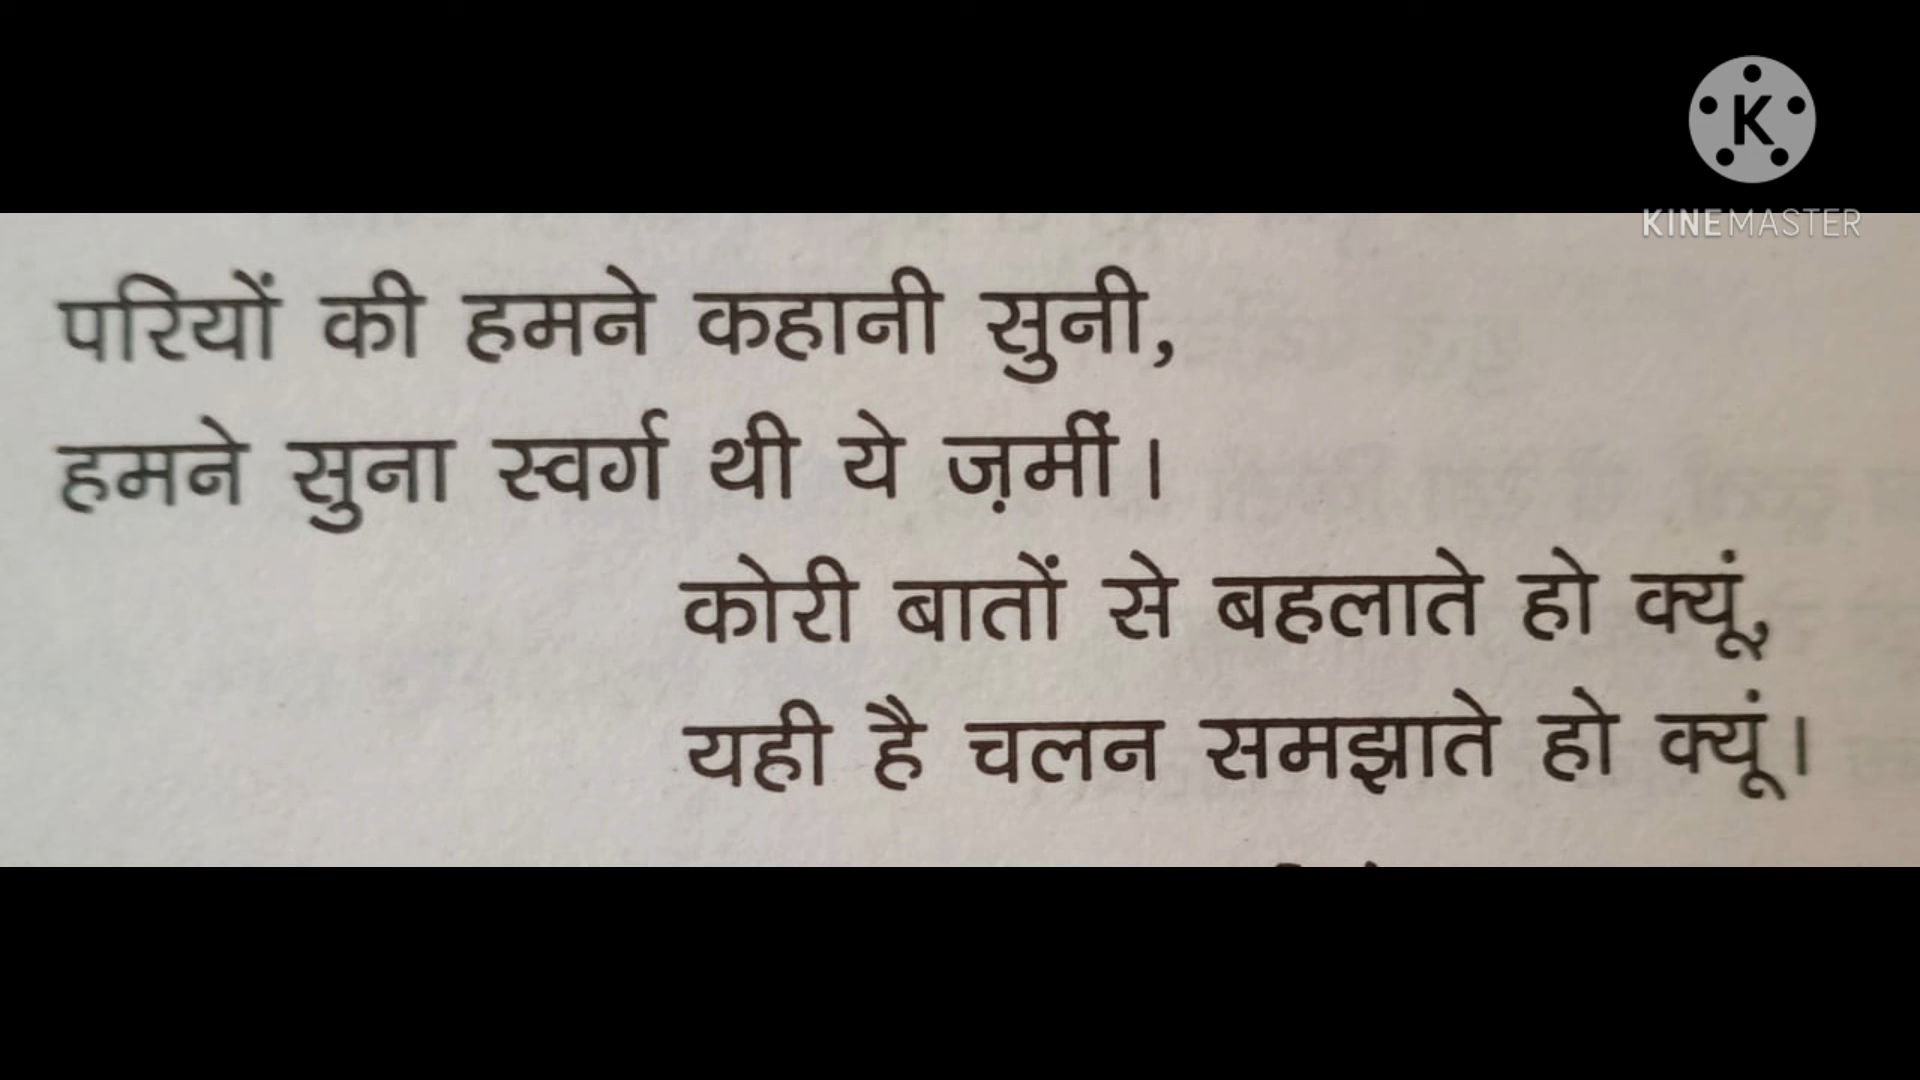 K
KINEMASTER
परियों की हमने कहानी सुनी,
हमने सुना स्वर्ग थी ये ज़मीं।
कोरी बातों से बहलाते हो क्यूं,
यही है चलन समझाते हो क्यूं।